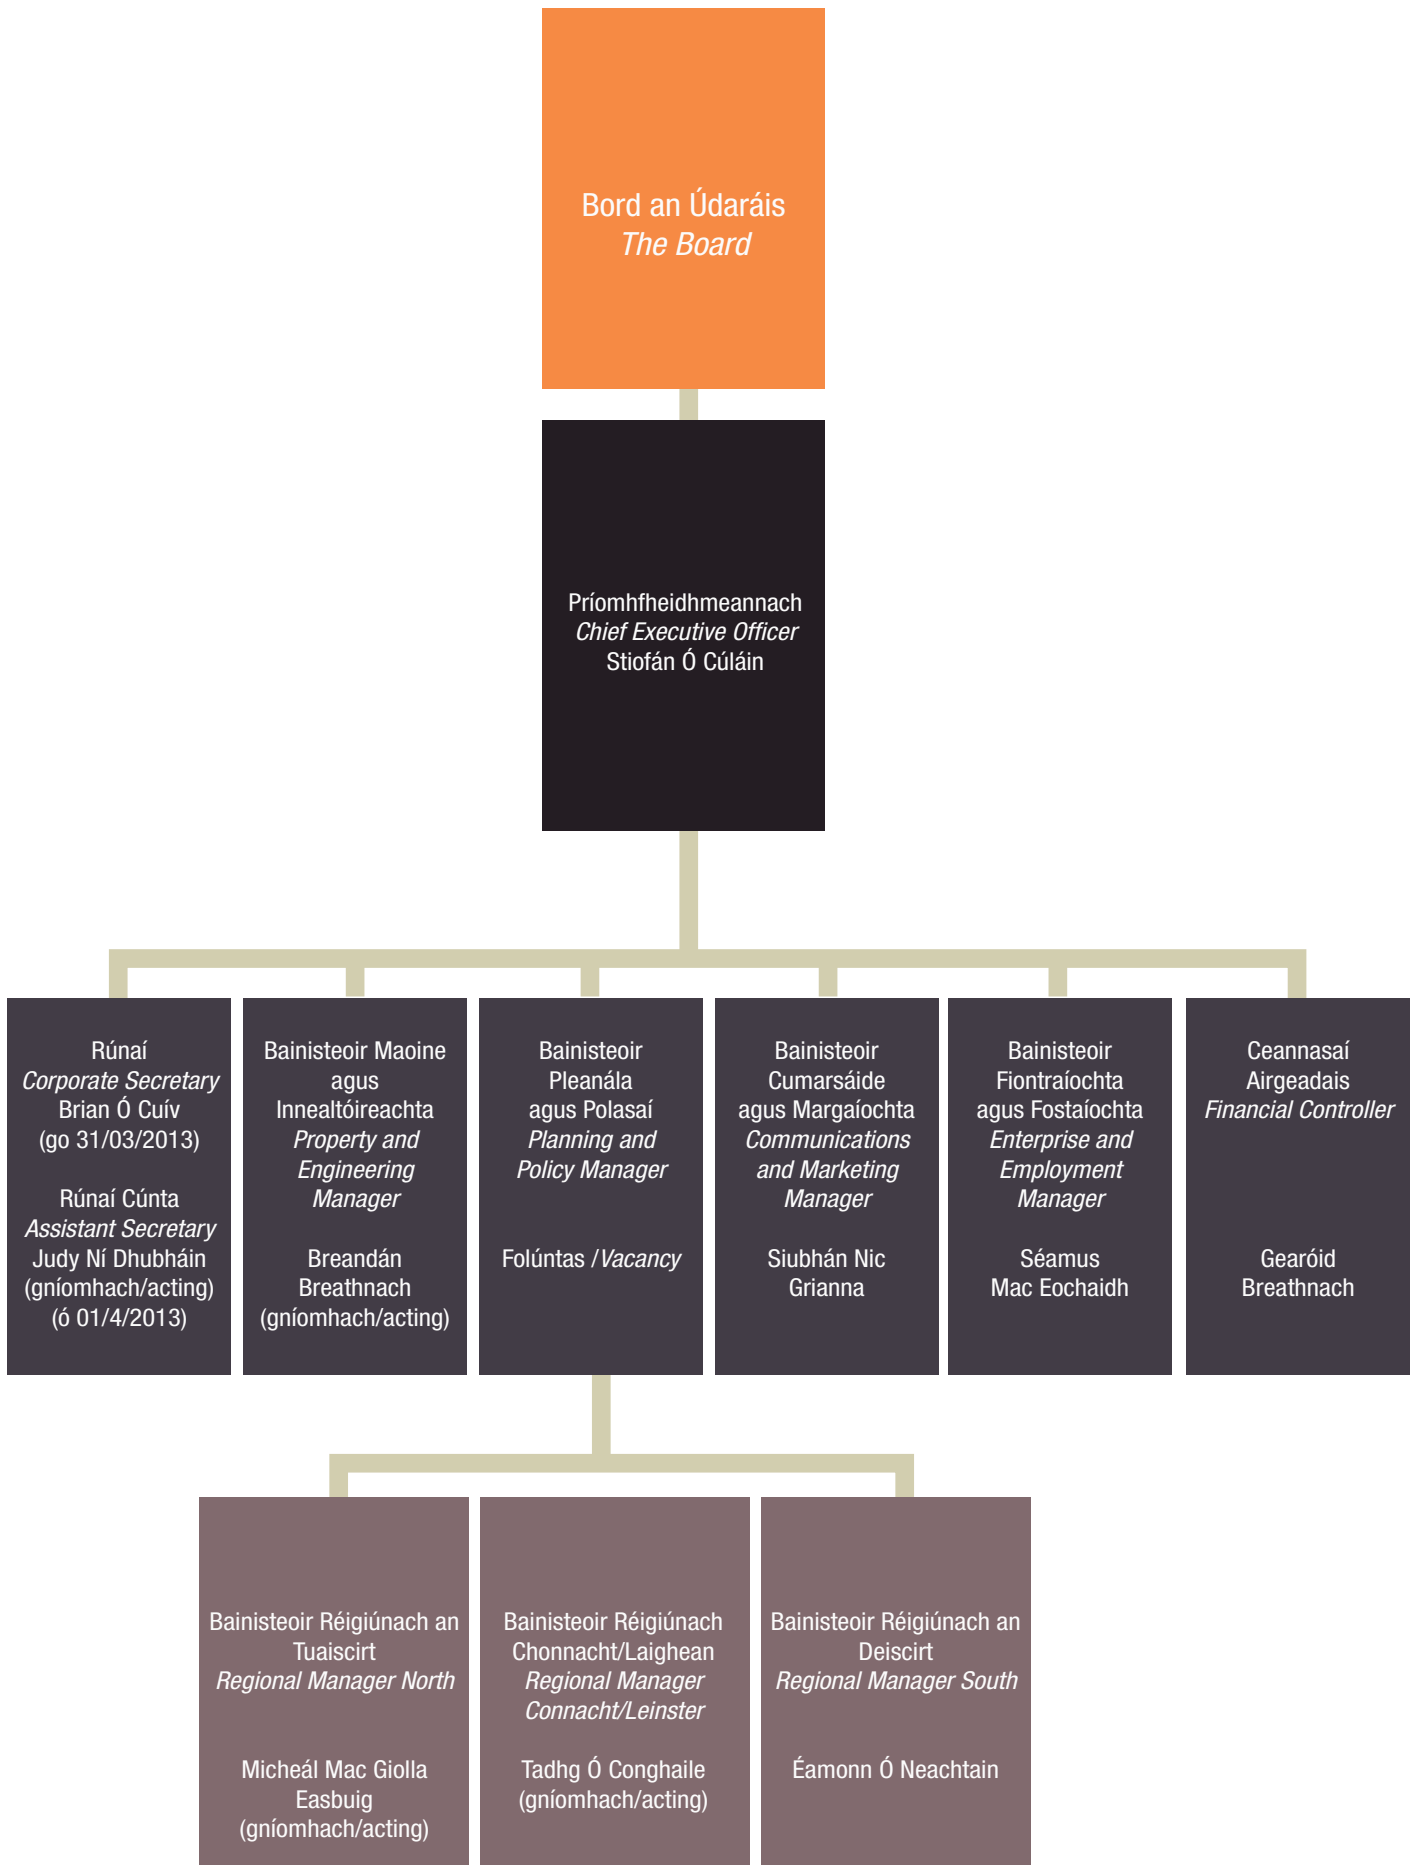 Bord an Údaráis
The Board
Príomhfheidhmeannach
Chief Executive Officer
Stiofán Ó Cúláin
Rúnaí
Corporate Secretary
Brian Ó Cuív
(go 31/03/2013)
Rúnaí Cúnta
Assistant Secretary
Judy Ní Dhubháin
(gníomhach/acting)
(ó 01/4/2013)
Bainisteoir Maoine
agus
Innealtóireachta
Property and
Engineering
Manager
Breandán
Breathnach
(gníomhach/acting)
Bainisteoir
Pleanála
agus Polasaí
Planning and
Policy Manager
Folúntas /Vacancy
Bainisteoir
Cumarsáide
agus Margaíochta
Communications
and Marketing
Manager
Siubhán Nic
Grianna
Bainisteoir
Fiontraíochta
agus Fostaíochta
Enterprise and
Employment
Manager
Séamus
Mac Eochaidh
Ceannasaí
Airgeadais
Financial Controller
Gearóid
Breathnach
Bainisteoir Réigiúnach an
Tuaiscirt
Regional Manager North
Micheál Mac Giolla
Easbuig
(gníomhach/acting)
Bainisteoir Réigiúnach
Chonnacht/Laighean
Regional Manager
Connacht/Leinster
Tadhg Ó Conghaile
(gníomhach/acting)
Bainisteoir Réigiúnach an
Deiscirt
Regional Manager South
Éamonn Ó Neachtain